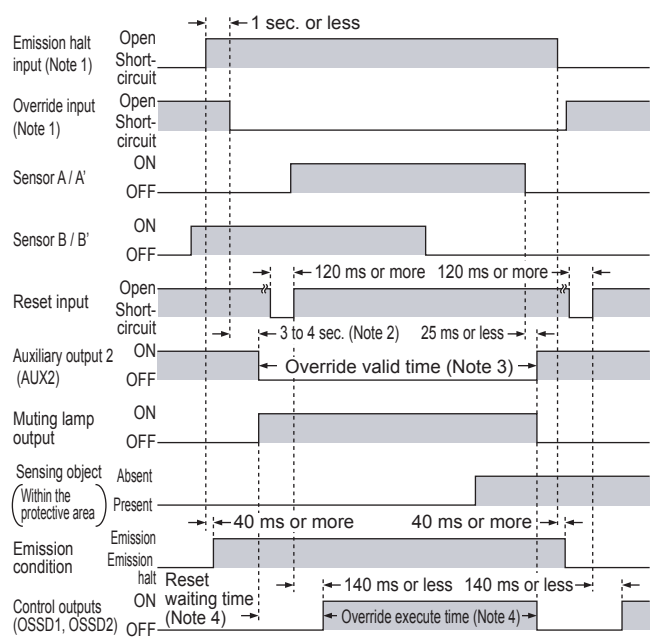 1 sec. or less
Emission halt
input (Note 1)
Open
Short-
circuit
Override input
(Note 1)
Open
Short-
circuit
Sensor A / A'
ON
OFF
Sensor B / B'
ON
OFF
120 ms or more 120 ms or more
Reset input
Open
Short-
circuit
3 to 4 sec. (Note 2) 25 ms or less
Auxiliary output 2
(AUX2)
ON
OFF
Override valid time (Note 3)
Muting lamp
output
ON
OFF
Sensing object
(Within the
protective area)
Absent
Present
40 ms or more 40 ms or more
Emission
condition
Emission
Emission
halt
Reset
waiting time
(Note 4)
140 ms or less 140 ms or less
Control outputs
(OSSD1, OSSD2)
ON
OFF
Override execute time (Note 4)